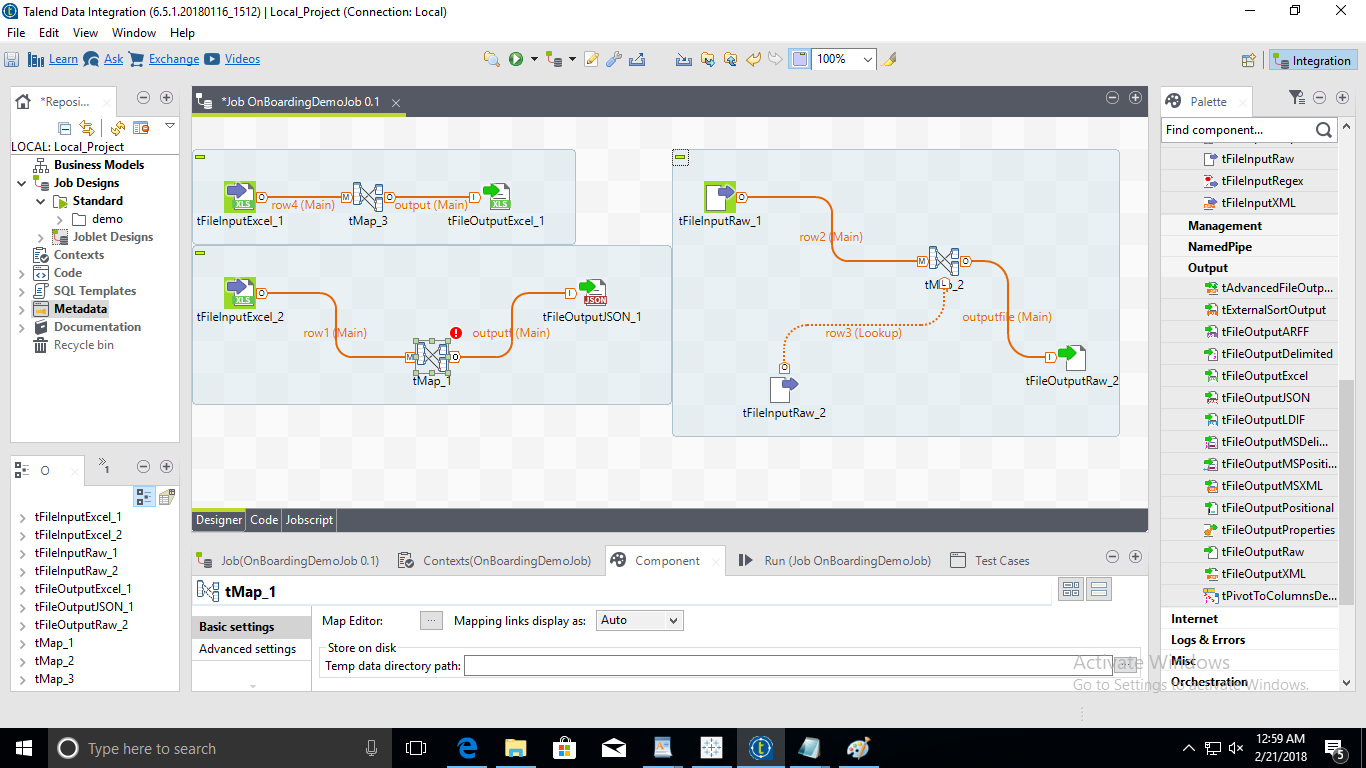 Talend Data Integration (6.5.1.20180116_1512) | Local_Project (Connection: Local)
File Edit View Window Help
Learn Ask Exchange Videos
100%
Integration
*Reposi...
LOCAL: Local_Project
Business Models
Job Designs
Standard
demo
Joblet Designs
Contexts
Code
SQL Templates
Metadata
Documentation
Recycle bin
O
1
tFileInputExcel_1
tFileInputExcel_2
tFileInputRaw_1
tFileInputRaw_2
tFileOutputExcel_1
tFileOutputJSON_1
tFileOutputRaw_2
tMap_1
tMap_2
tMap_3
*Job OnBoardingDemoJob 0.1
XLS O row4 (Main) M O output (Main) I XLS
tFileInputExcel_1 tMap_3 tFileOutputExcel_1
XLS O I JSON
tFileInputExcel_2 tFileOutputJSON_1
row1 (Main) output (Main)
M O
tMap_1
O
tFileInputRaw_1
row2 (Main)
M O
tMap_2
outputfile (Main)
row3 (Lookup)
I
O
tFileOutputRaw_2
tFileInputRaw_2
Designer Code Jobscript
Job(OnBoardingDemoJob 0.1) Contexts(OnBoardingDemoJob) Component Run (Job OnBoardingDemoJob) Test Cases
tMap_1
Basic settings
Advanced settings
Map Editor: ... Mapping links display as: Auto
Store on disk
Temp data directory path:
Palette
Find component...
tFileInputRaw
tFileInputRegex
tFileInputXML
Management
NamedPipe
Output
tAdvancedFileOutp...
tExternalSortOutput
tFileOutputARFF
tFileOutputDelimited
tFileOutputExcel
tFileOutputJSON
tFileOutputLDIF
tFileOutputMSDeli...
tFileOutputMSPositi...
tFileOutputMSXML
tFileOutputPositional
tFileOutputProperties
tFileOutputRaw
tFileOutputXML
tPivotToColumnsDe...
Internet
Logs & Errors
Misc
Orchestration
Activate Windows
Go to Settings to activate Windows.
Type here to search
12:59 AM
2/21/2018
5